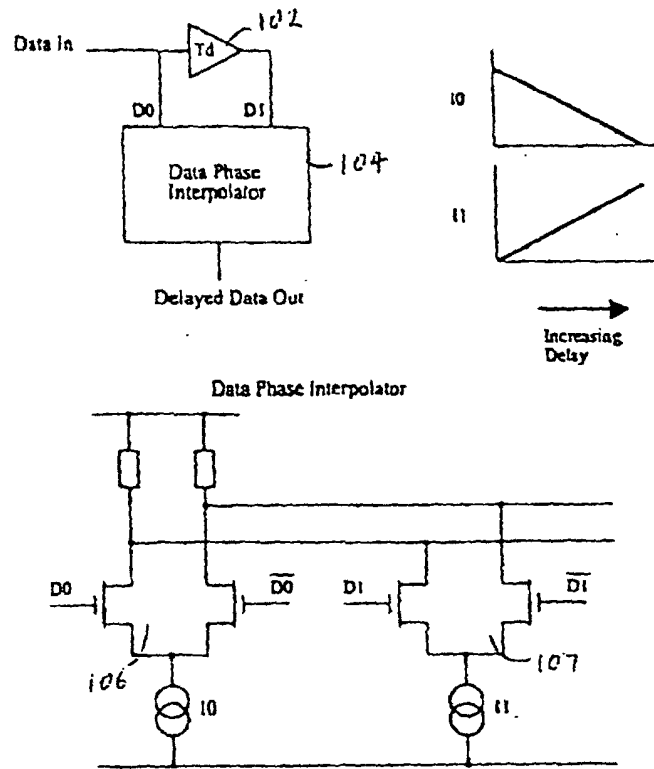 102
Data In
Td
D0
D1
Data Phase
Interpolator
104
Delayed Data Out
I0
I1
Increasing
Delay
Data Phase Interpolator
D0
D0
D1
D1
106
107
I0
I1